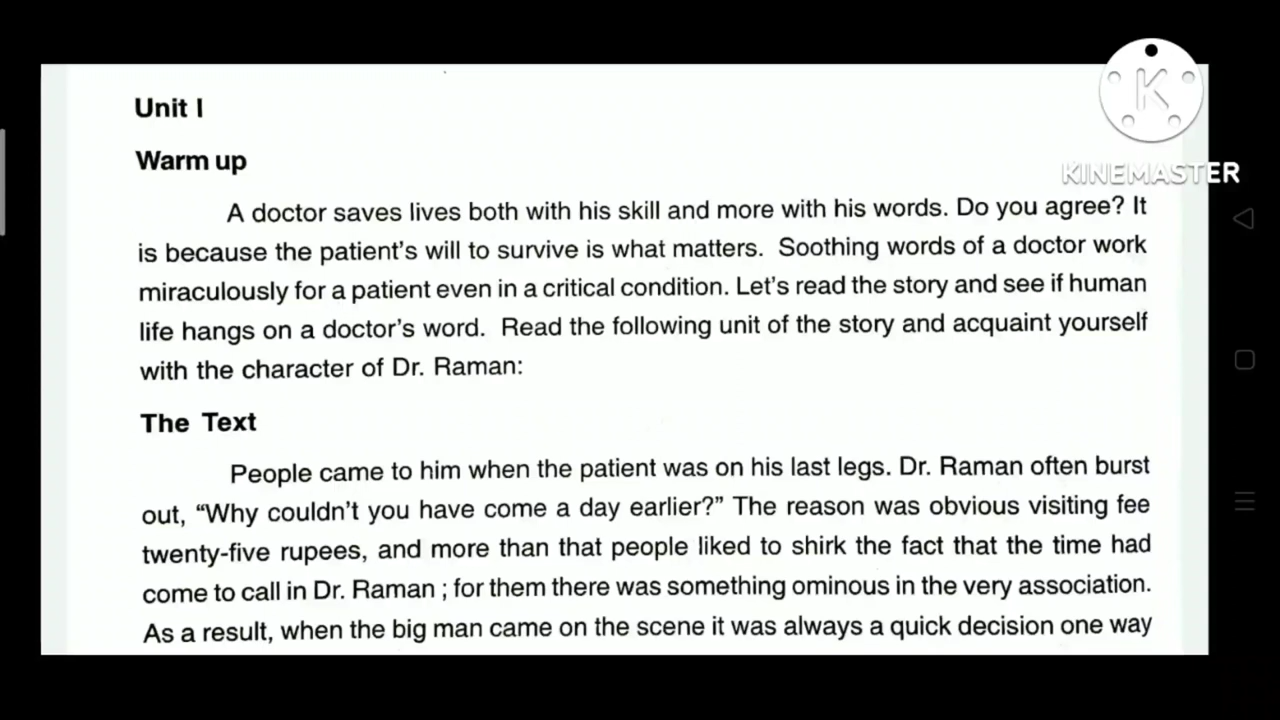 Unit I
Warm up
A doctor saves lives both with his skill and more with his words. Do you agree? It
is because the patient's will to survive is what matters. Soothing words of a doctor work
miraculously for a patient even in a critical condition. Let's read the story and see if human
life hangs on a doctor's word. Read the following unit of the story and acquaint yourself
with the character of Dr. Raman:
The Text
People came to him when the patient was on his last legs. Dr. Raman often burst
out, “Why couldn't you have come a day earlier?” The reason was obvious visiting fee
twenty-five rupees, and more than that people liked to shirk the fact that the time had
come to call in Dr. Raman ; for them there was something ominous in the very association.
As a result, when the big man came on the scene it was always a quick decision one way
K
KINEMASTER